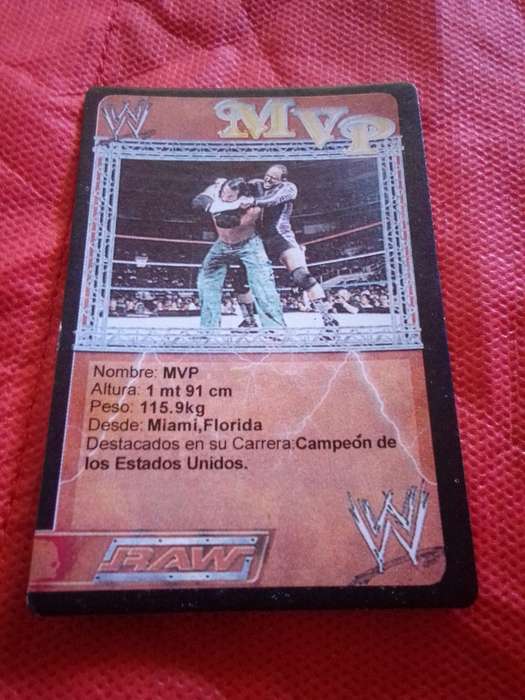 W
MVP
Nombre: MVP
Altura: 1 mt 91 cm
Peso: 115.9kg
Desde: Miami,Florida
Destacados en su Carrera:Campeón de
los Estados Unidos.
RAW
W